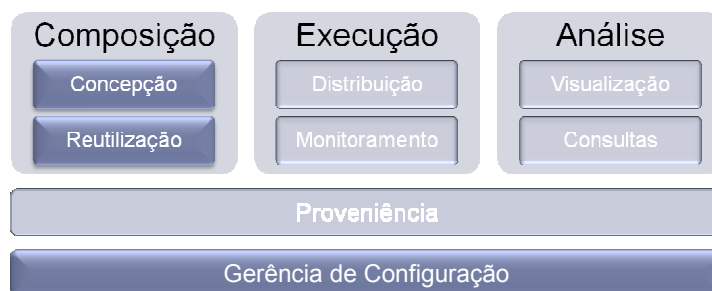 Composição
Concepção
Reutilização
Execução
Distribuição
Monitoramento
Análise
Visualização
Consultas
Proveniência
Gerência de Configuração